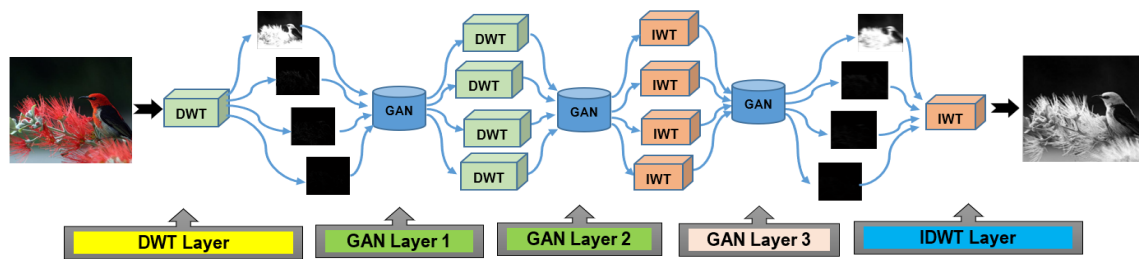 DWT
GAN
DWT
DWT
DWT
DWT
GAN
IWT
IWT
IWT
IWT
GAN
IWT
DWT Layer
GAN Layer 1
GAN Layer 2
GAN Layer 3
IDWT Layer